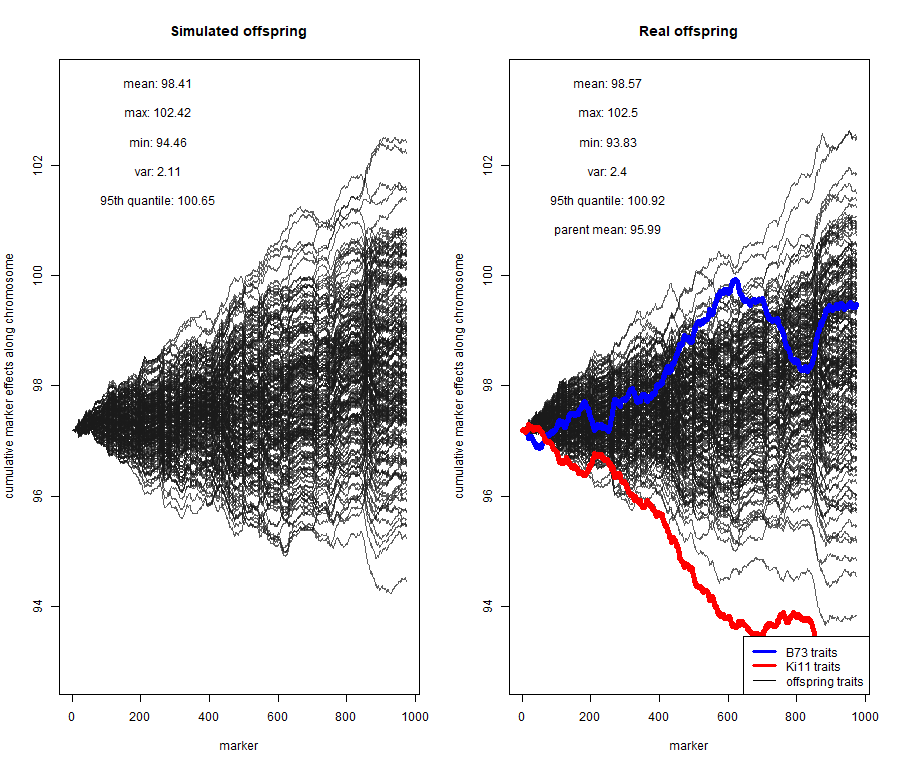 Simulated offspring
mean: 98.41
max: 102.42
min: 94.46
var: 2.11
95th quantile: 100.65
cumulative marker effects along chromosome
102
100
98
96
94
0
200
400
600
800
1000
marker
Real offspring
mean: 98.57
max: 102.5
min: 93.83
var: 2.4
95th quantile: 100.92
parent mean: 95.99
cumulative marker effects along chromosome
102
100
98
96
94
B73 traits
Ki11 traits
offspring traits
0
200
400
600
800
1000
marker